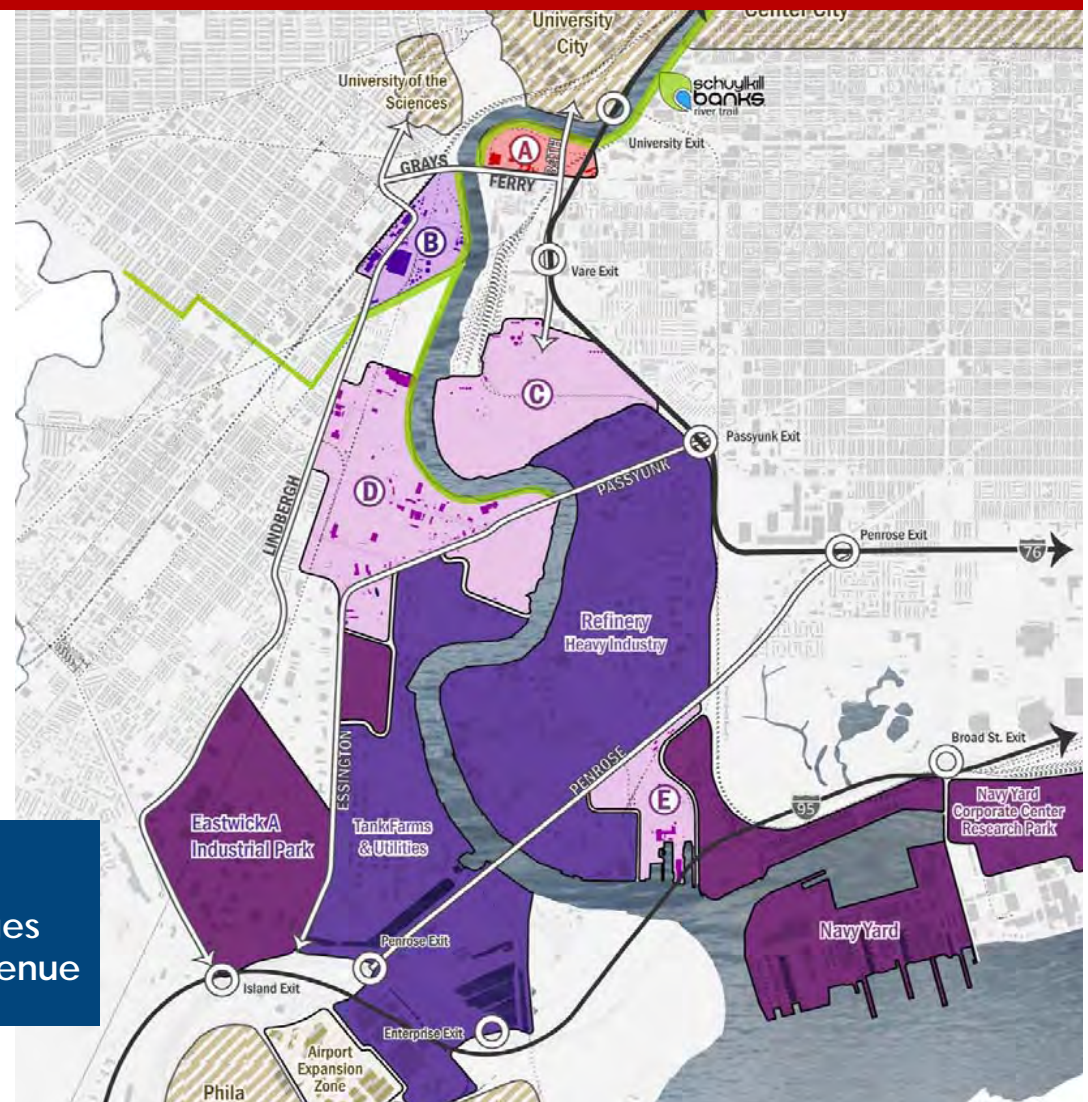 University
City
Center City
University of the
Sciences
schuylkill
banks
river trail
University Exit
A
GRAYS
FERRY
34TH
B
Vare Exit
C
Passyunk Exit
PASSYUNK
D
LINDBERGH
Penrose Exit
76
Refinery
Heavy Industry
ESSINGTON
PENROSE
Broad St. Exit
95
E
Navy Yard
Corporate Center
Research Park
Eastwick A
Industrial Park
Tank Farms
& Utilities
Navy Yard
es
enue
Penrose Exit
Island Exit
Enterprise Exit
Airport
Expansion
Zone
Phila